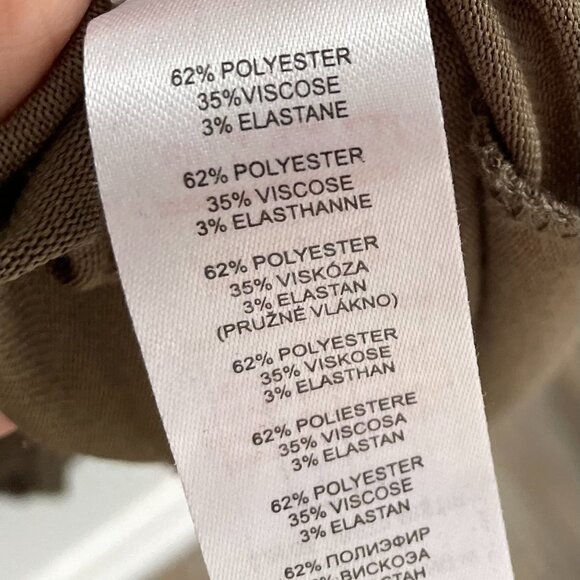 62% POLYESTER
35%VISCOSE
3% ELASTANE
62% POLYESTER
35% VISCOSE
3% ELASTHANNE
62% POLYESTER
35% VISKÓZA
3% ELASTAN
(PRUŽNÉ VLÁKNO)
62% POLYESTER
35% VISKOSE
3% ELASTHAN
62% POLIESTERE
35% VISCOSA
3% ELASTAN
62% POLYESTER
35% VISCOSE
3% ELASTAN
62% ПОЛИЭФИР
ВИСКОЗА